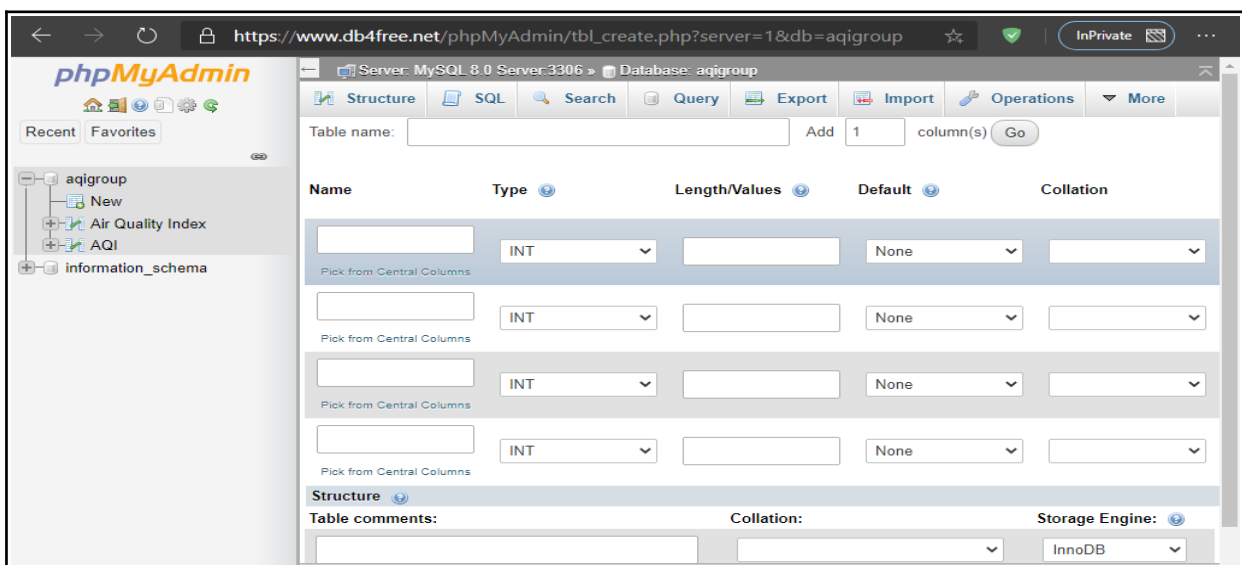 https://www.db4free.net/phpMyAdmin/tbl_create.php?server=1&db=aqigroup InPrivate ...
phpMyAdmin
Recent Favorites
aqigroup
New
Air Quality Index
AQI
information_schema
Server: MySQL 8.0 Server:3306 » Database: aqigroup
Structure SQL Search Query Export Import Operations More
Table name: Add 1 column(s) Go
Name Type Length/Values Default Collation
INT None
Pick from Central Columns
INT None
Pick from Central Columns
INT None
Pick from Central Columns
INT None
Pick from Central Columns
Structure
Table comments: Collation: Storage Engine:
InnoDB